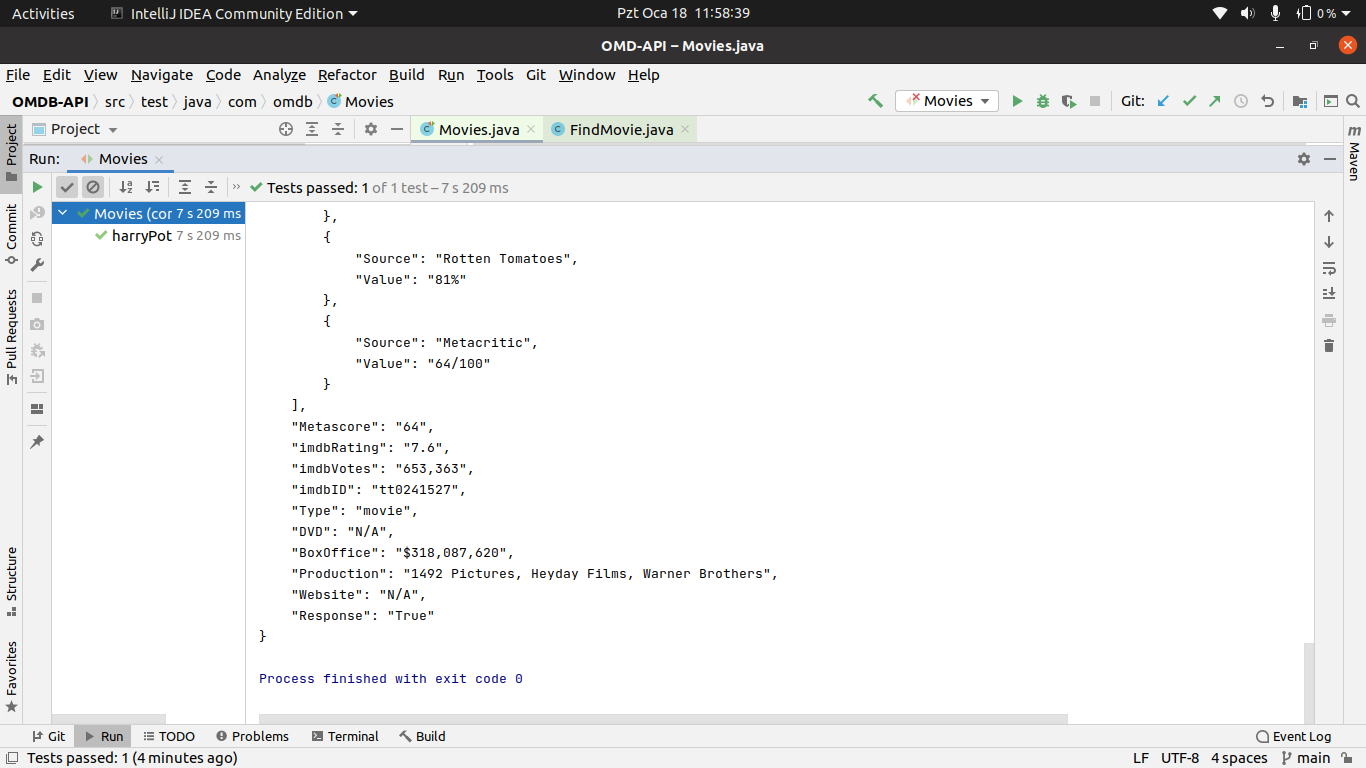 Activities IntelliJ IDEA Community Edition Pzt Oca 18 11:58:39 0 %
OMD-API – Movies.java
File Edit View Navigate Code Analyze Refactor Build Run Tools Git Window Help
OMDB-API src test java com omdb Movies Movies Git:
Project Project Movies.java FindMovie.java m
Maven
Run: Movies
Tests passed: 1 of 1 test – 7 s 209 ms
Movies (cor 7 s 209 ms
harryPot 7 s 209 ms
Commit
Pull Requests
Structure
Favorites
},
{
"Source": "Rotten Tomatoes",
"Value": "81%"
},
{
"Source": "Metacritic",
"Value": "64/100"
}
],
"Metascore": "64",
"imdbRating": "7.6",
"imdbVotes": "653,363",
"imdbID": "tt0241527",
"Type": "movie",
"DVD": "N/A",
"BoxOffice": "$318,087,620",
"Production": "1492 Pictures, Heyday Films, Warner Brothers",
"Website": "N/A",
"Response": "True"
}
Process finished with exit code 0
Git Run TODO Problems Terminal Build Event Log
Tests passed: 1 (4 minutes ago) LF UTF-8 4 spaces main